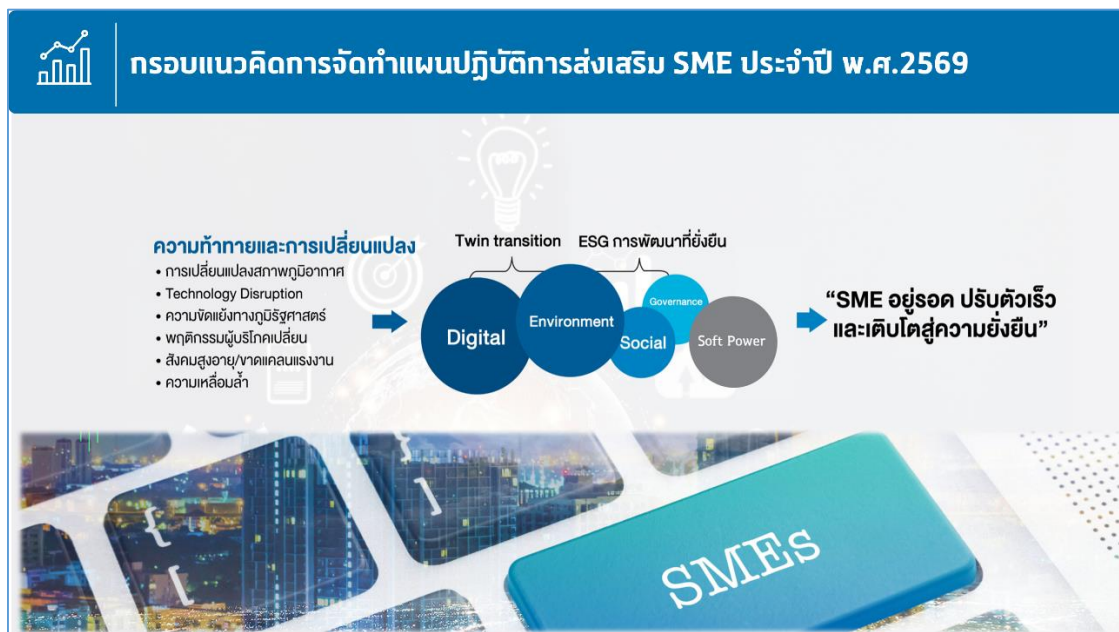 กรอบแนวคิดการจัดทำแผนปฏิบัติการส่งเสริม SME ประจำปี พ.ศ.2569
ความท้าทายและการเปลี่ยนแปลง
• การเปลี่ยนแปลงสภาพภูมิอากาศ
• Technology Disruption
• ความขัดแย้งทางภูมิรัฐศาสตร์
• พฤติกรรมผู้บริโภคเปลี่ยน
• สังคมสูงอายุ/ขาดแคลนแรงงาน
• ความเหลื่อมล้ำ
Twin transition
ESG การพัฒนาที่ยั่งยืน
Digital
Environment
Social
Governance
Soft Power
“SME อยู่รอด ปรับตัวเร็ว
และเติบโตสู่ความยั่งยืน”
{
[
}
]
SMEs